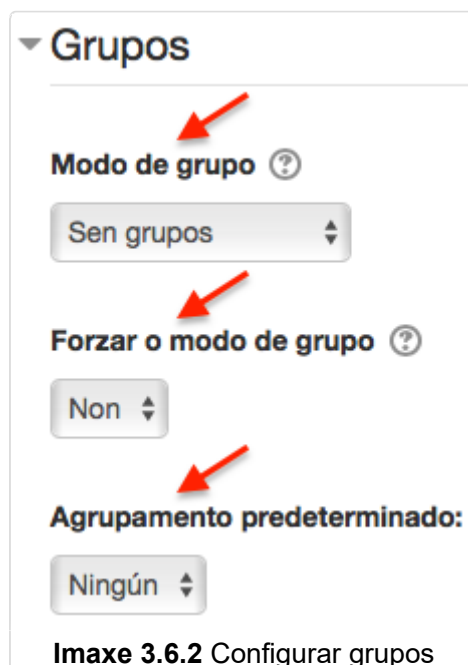 Grupos
Modo de grupo ?
Sen grupos
Forzar o modo de grupo ?
Non
Agrupamento predeterminado:
Ningún
Imaxe 3.6.2 Configurar grupos